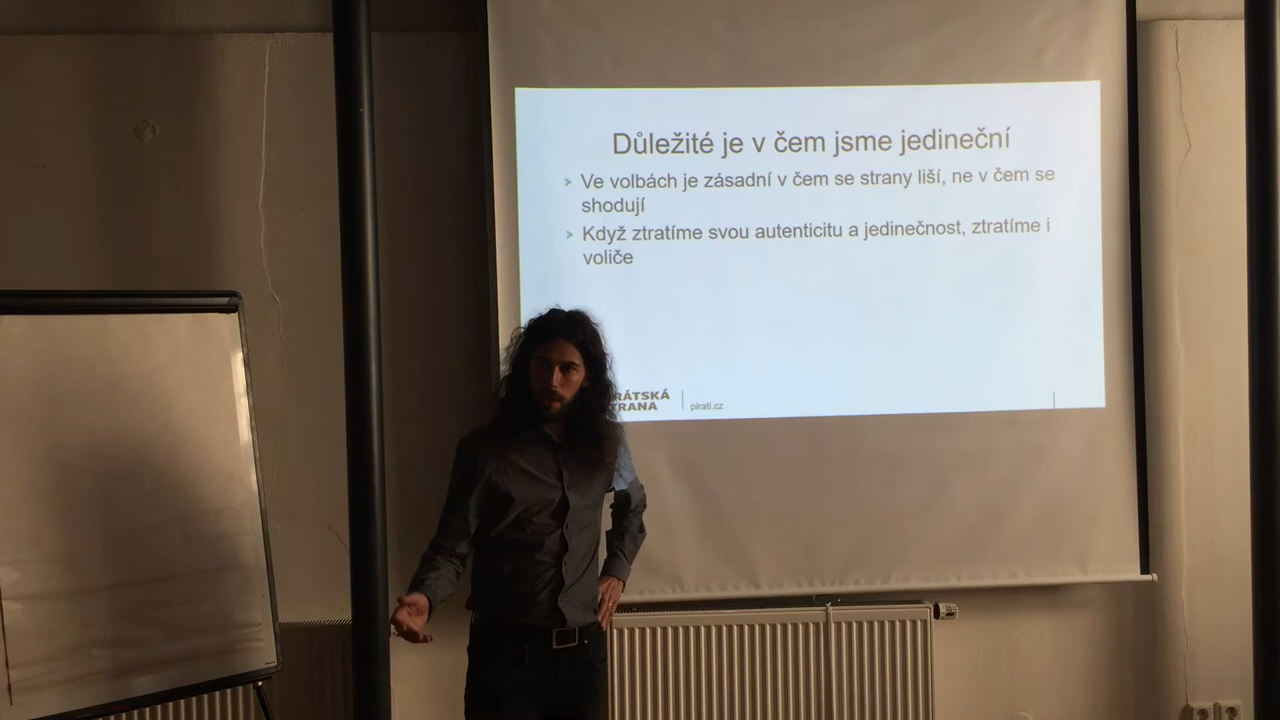 Důležité je v čem jsme jedineční
Ve volbách je zásadní v čem se strany liší, ne v čem se
shodují
Když ztratíme svou autenticitu a jedinečnost, ztratíme i
voliče
RÁTSKÁ
TRANA
pirati.cz